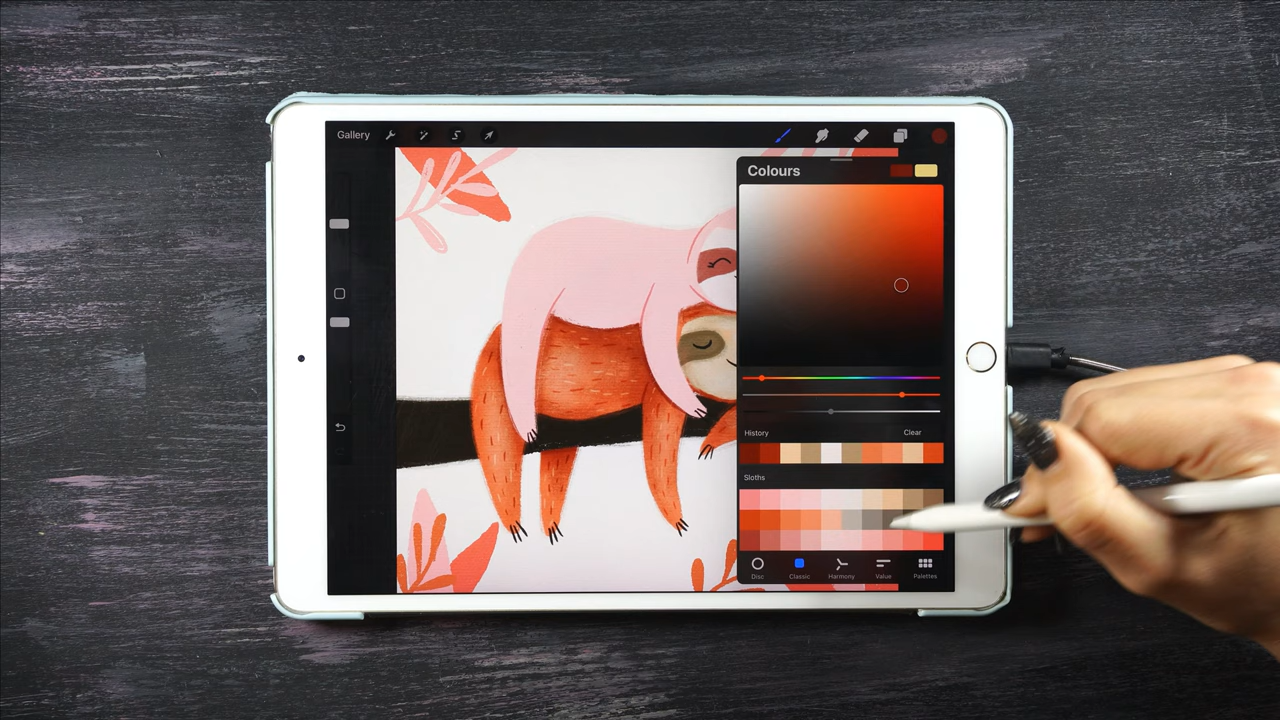 Gallery
Colours
History Clear
Sloths
Disc Classic Harmony Value Palettes